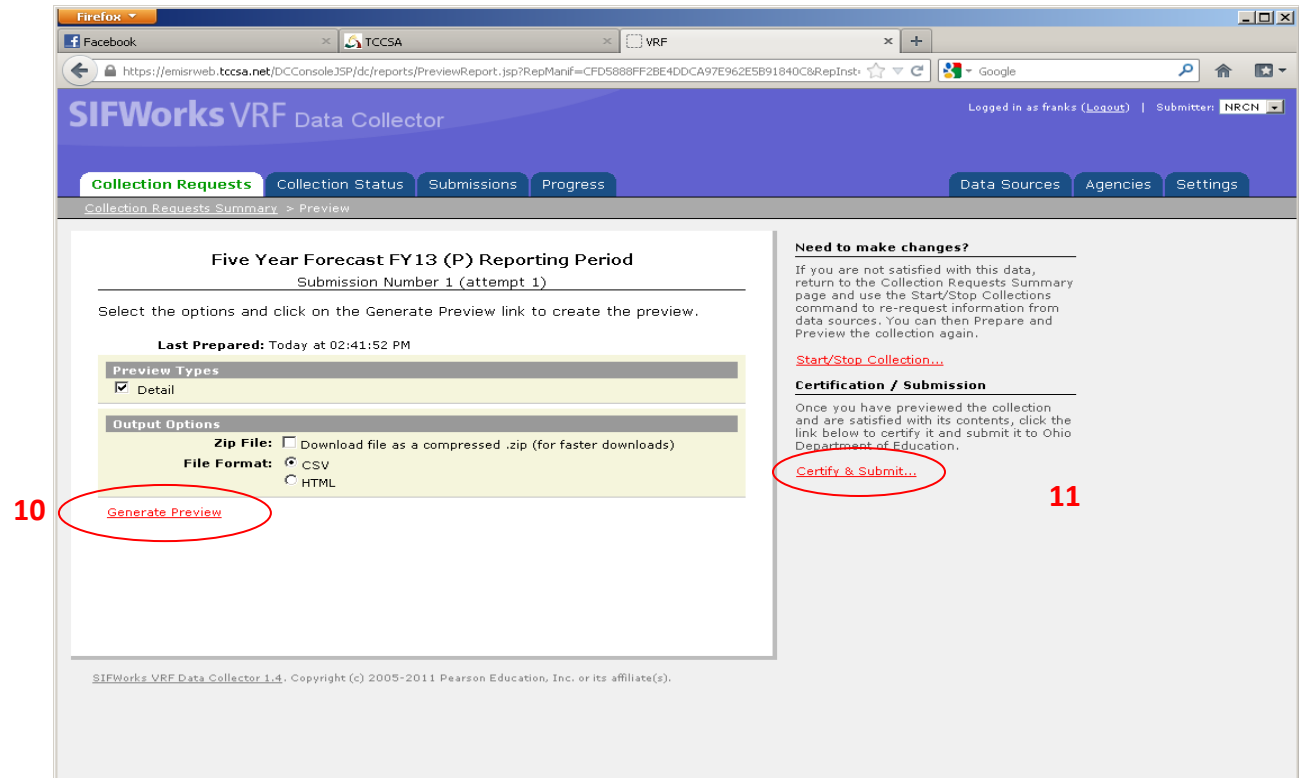 Firefox
Facebook
TCCSA
VRF
https://emisrweb.tccsa.net/DCConsoleJSP/dc/reports/PreviewReport.jsp?RepManif=CFD5888FF2BE4DDCA97E962E5B91840C&RepInst
Google
SIFWorks VRF Data Collector
Logged in as franks (Logout) | Submitter: NRCN
Collection Requests
Collection Status
Submissions
Progress
Data Sources
Agencies
Settings
Collection Requests Summary > Preview
Five Year Forecast FY13 (P) Reporting Period
Submission Number 1 (attempt 1)
Select the options and click on the Generate Preview link to create the preview.
Last Prepared: Today at 02:41:52 PM
Preview Types
Detail
Output Options
Zip File: Download file as a compressed .zip (for faster downloads)
File Format: CSV
HTML
10
Generate Preview
Need to make changes?
If you are not satisfied with this data,
return to the Collection Requests Summary
page and use the Start/Stop Collections
command to re-request information from
data sources. You can then Prepare and
Preview the collection again.
Start/Stop Collection...
Certification / Submission
Once you have previewed the collection
and are satisfied with its contents, click the
link below to certify it and submit it to Ohio
Department of Education.
Certify & Submit...
11
SIFWorks VRF Data Collector 1.4. Copyright (c) 2005-2011 Pearson Education, Inc. or its affiliate(s).